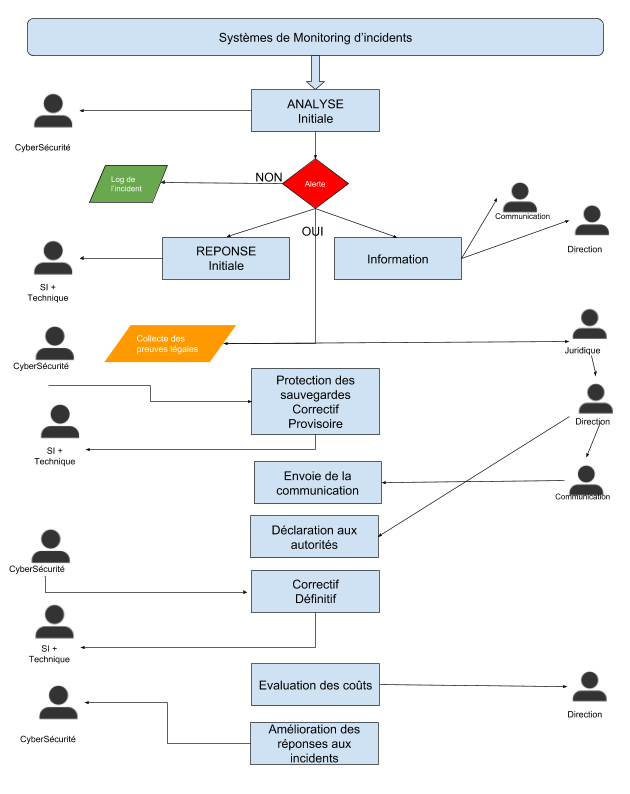 Systèmes de Monitoring d'incidents
ANALYSE
Initiale
CyberSécurité
NON
Alerte
Log de
l'incident
Communication
OUI
Direction
REPONSE
Initiale
Information
SI +
Technique
Collecte des
preuves légales
Juridique
CyberSécurité
Protection des
sauvegardes
Correctif
Provisoire
Direction
SI +
Technique
Envoie de la
communication
Communication
Déclaration aux
autorités
CyberSécurité
Correctif
Définitif
SI +
Technique
Evaluation des coûts
Direction
CyberSécurité
Amélioration des
réponses aux
incidents